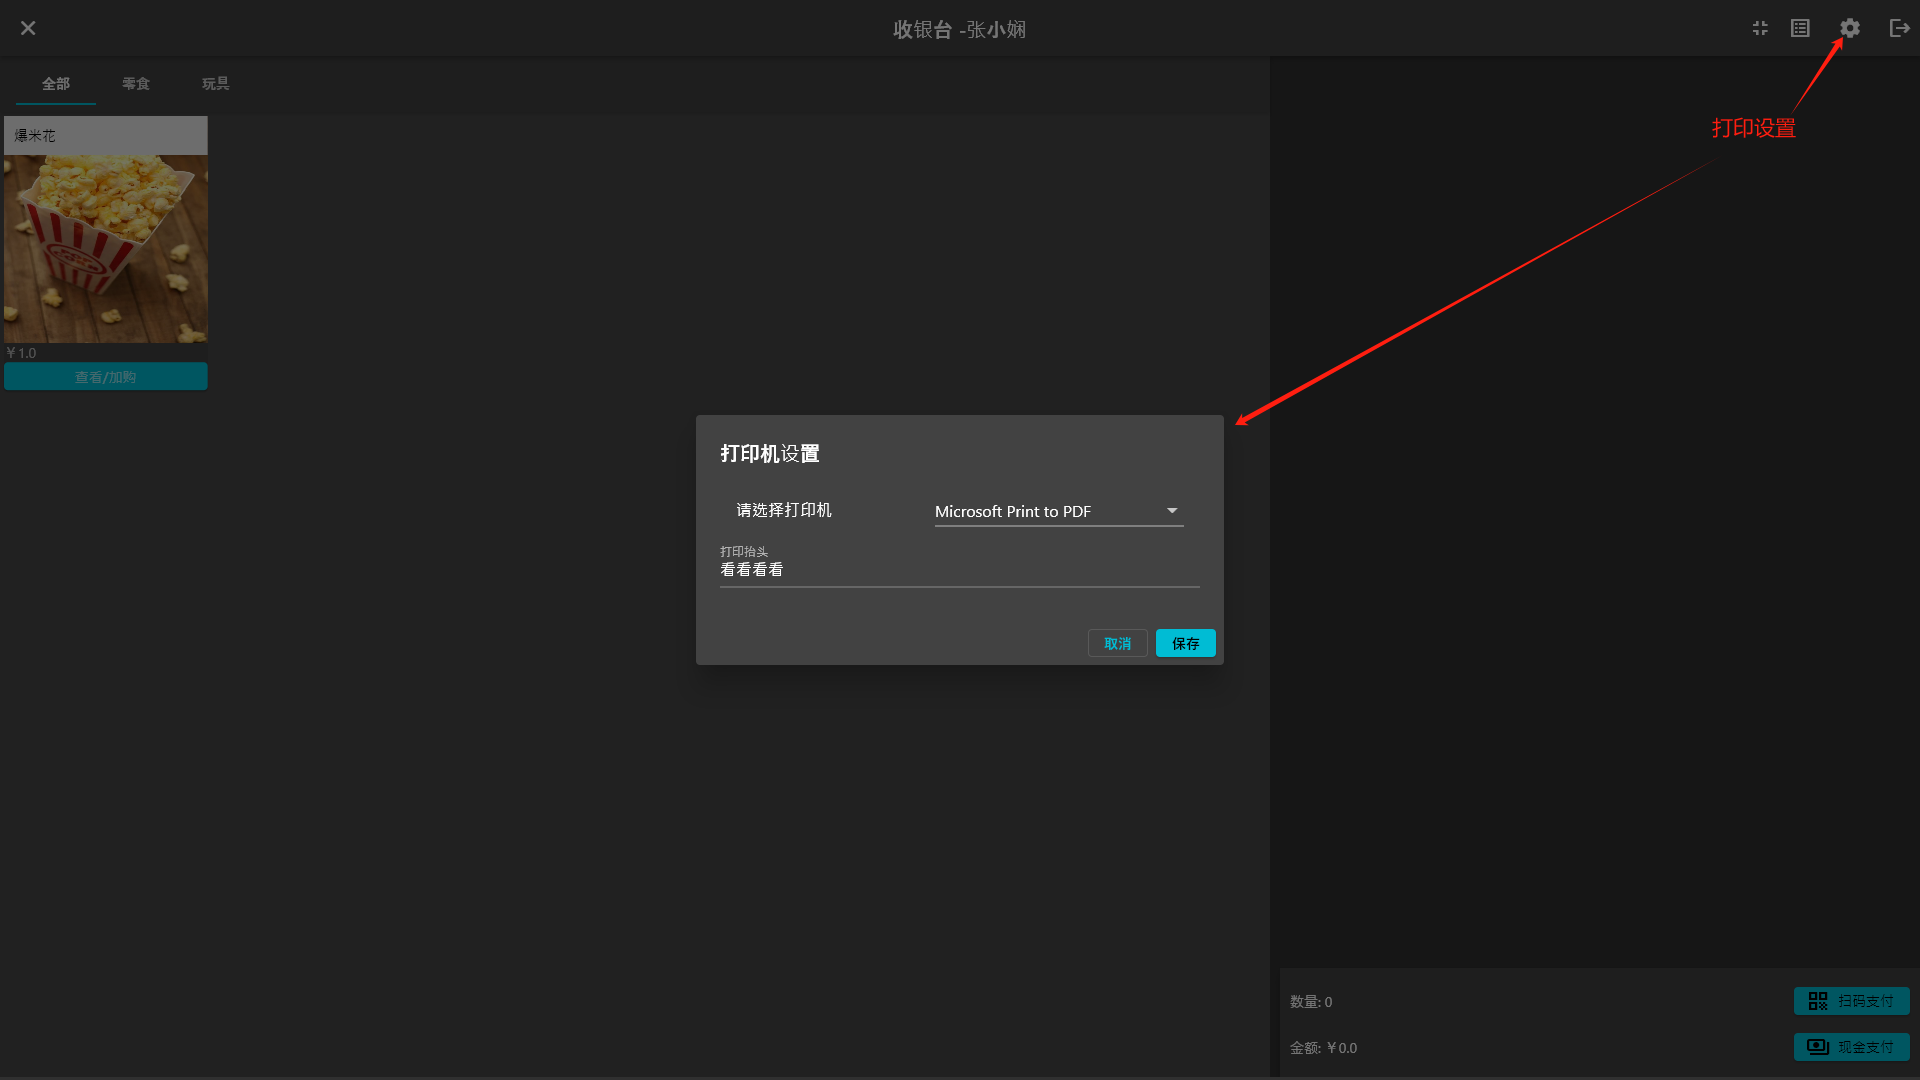 收银台 -张小娴
全部
零食
玩具
打印设置
爆米花
￥1.0
查看/加购
打印机设置
请选择打印机
Microsoft Print to PDF
打印抬头
看看看看
取消
保存
数量: 0
扫码支付
金额: ￥0.0
现金支付